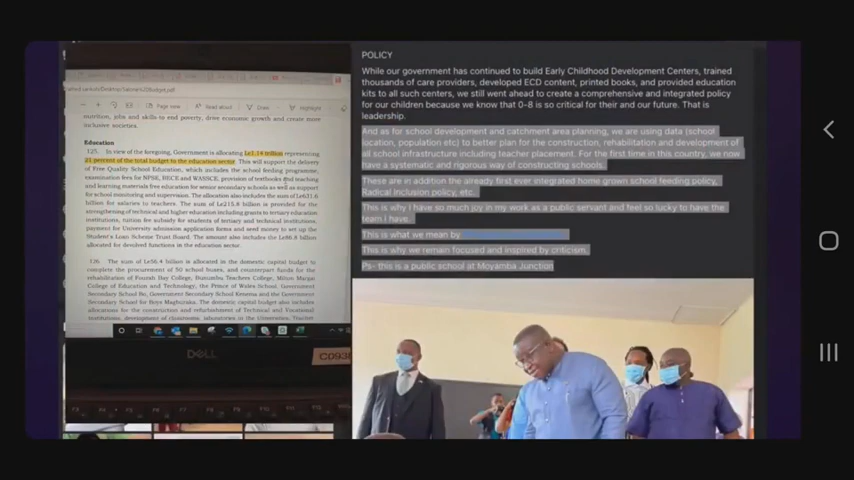 nutrition, jobs and skills to end poverty, drive economic growth and create more
inclusive societies.
Education
125. In view of the foregoing, Government is allocating Le1.14 trillion representing
21 percent of the total budget to the education sector. This will support the delivery
of Free Quality School Education, which includes the school feeding programme,
examination fees for NPSE, BECE and WASSCE, provision of textbooks and teaching
and learning materials free education for senior secondary schools as well as support
for school monitoring and supervision. The allocation also includes the sum of Le631.6
billion for salaries to teachers. The sum of Le215.8 billion is provided for the
strengthening of technical and higher education including grants to tertiary education
institutions, tuition fee subsidy for students of tertiary and technical institutions,
payment for University admission application forms and seed money to set up the
Student's Loan Scheme Trust Board. The amount also includes the Le86.8 billion
allocated for devolved functions in the education sector.
126. The sum of Le56.4 billion is allocated in the domestic capital budget to
complete the procurement of 50 school buses, and counterpart funds for the
rehabilitation of Fourah Bay College, Bunumbu Teachers College, Milton Margai
College of Education and Technology, the Prince of Wales School, Government
Secondary School Bo, Government Secondary School Kenema and the Government
Secondary School for Boys Magburaka. The domestic capital budget also includes
allocations for the construction and refurbishment of Technical and Vocational
Page view
Read aloud
Draw
Highlight
DELL
C093
POLICY
While our government has continued to build Early Childhood Development Centers, trained
thousands of care providers, developed ECD content, printed books, and provided education
kits to all such centers, we still went ahead to create a comprehensive and integrated policy
for our children because we know that 0-8 is so critical for their and our future. That is
leadership.
And as for school development and catchment area planning, we are using data (school
location, population etc) to better plan for the construction, rehabilitation and development of
all school infrastructure including teacher placement. For the first time in this country, we now
have a systematic and rigorous way of constructing schools.
These are in addition the already first ever integrated home grown school feeding policy,
Radical inclusion policy, etc.
This is why I have so much joy in my work as a public servant and feel so lucky to have the
team I have.
This is what we mean by
This is why we remain focused and inspired by criticism.
Ps- this is a public school at Moyamba Junction